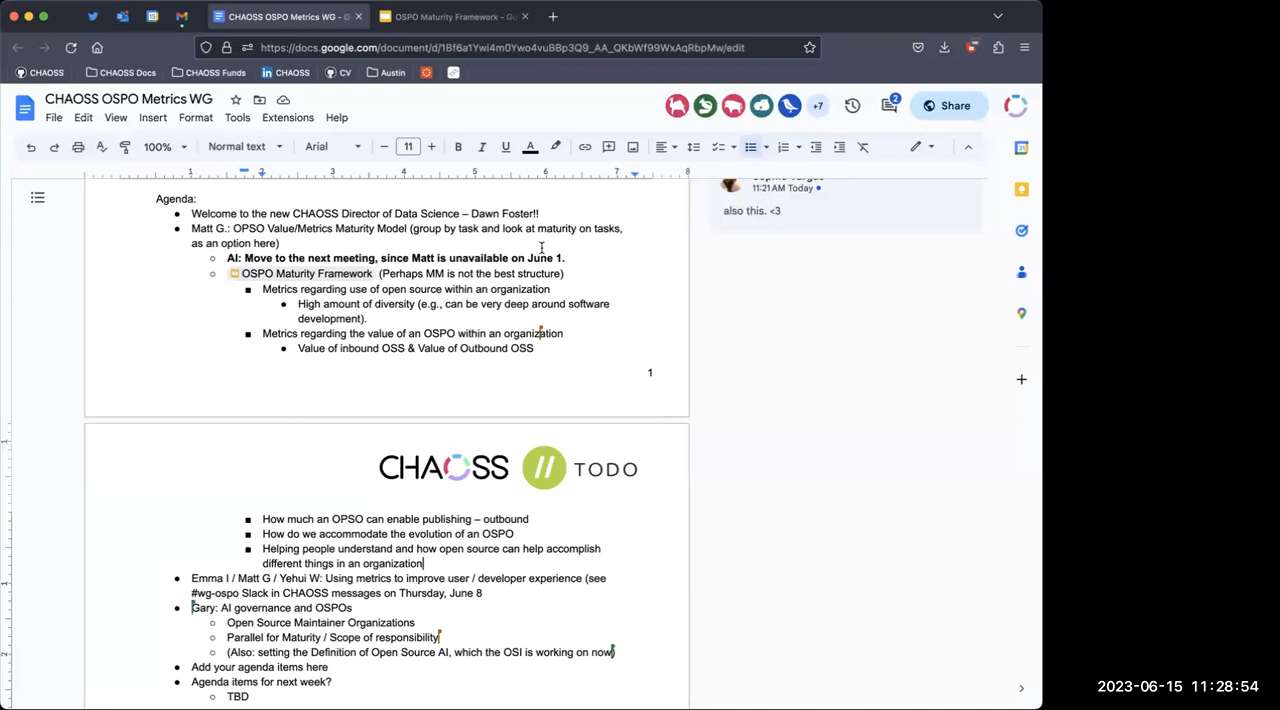 CHAOSS OSPO Metrics WG - G
OSPO Maturity Framework - Go
https://docs.google.com/document/d/1Bf6a1Ywi4m0Ywo4vuBBp3Q9_AA_QKbWf99WxAqRbpMw/edit
CHAOSS
CHAOSS Docs
CHAOSS Funds
CHAOSS
CV
Austin
CHAOSS OSPO Metrics WG
+7
2
Share
File Edit View Insert Format Tools Extensions Help
100% Normal text Arial 11
1 2 3 4 5 6 7 8
11:21 AM Today
also this. <3
Agenda:
Welcome to the new CHAOSS Director of Data Science – Dawn Foster!!
Matt G.: OPSO Value/Metrics Maturity Model (group by task and look at maturity on tasks,
as an option here)
AI: Move to the next meeting, since Matt is unavailable on June 1.
OSPO Maturity Framework (Perhaps MM is not the best structure)
Metrics regarding use of open source within an organization
High amount of diversity (e.g., can be very deep around software
development).
Metrics regarding the value of an OSPO within an organization
Value of inbound OSS & Value of Outbound OSS
1
CHAOSS // TODO
How much an OPSO can enable publishing – outbound
How do we accommodate the evolution of an OSPO
Helping people understand and how open source can help accomplish
different things in an organization
Emma I / Matt G / Yehui W: Using metrics to improve user / developer experience (see
#wg-ospo Slack in CHAOSS messages on Thursday, June 8
Gary: AI governance and OSPOs
Open Source Maintainer Organizations
Parallel for Maturity / Scope of responsibility
(Also: setting the Definition of Open Source AI, which the OSI is working on now)
Add your agenda items here
Agenda items for next week?
TBD
2023-06-15 11:28:54